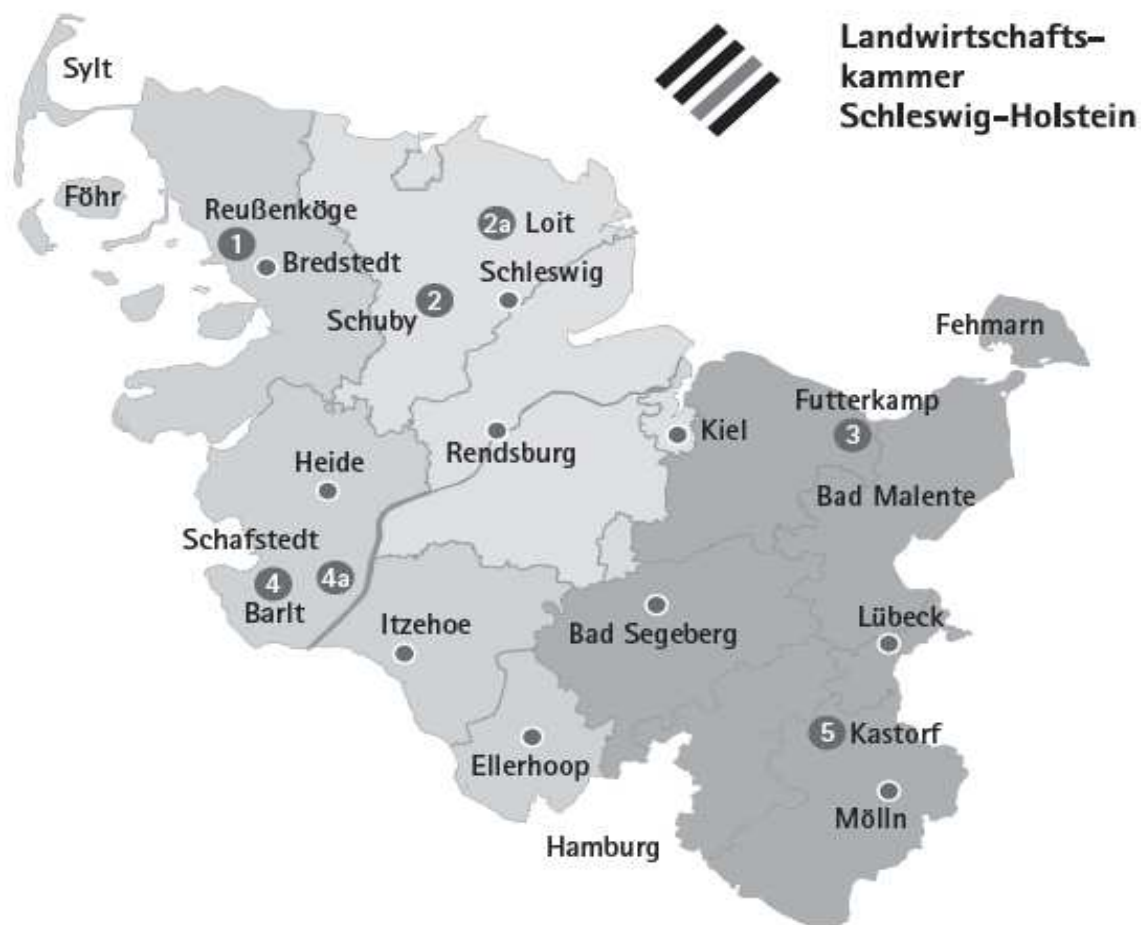 Landwirtschafts-
kammer
Schleswig-Holstein
Sylt
Föhr
Reußenköge
1
Bredstedt
2a Loit
Schleswig
2
Schuby
Fehmarn
Futterkamp
3
Kiel
Rendsburg
Heide
Bad Malente
Schafstedt
4
4a
Barlt
Itzehoe
Bad Segeberg
Lübeck
5 Kastorf
Ellerhoop
Mölln
Hamburg